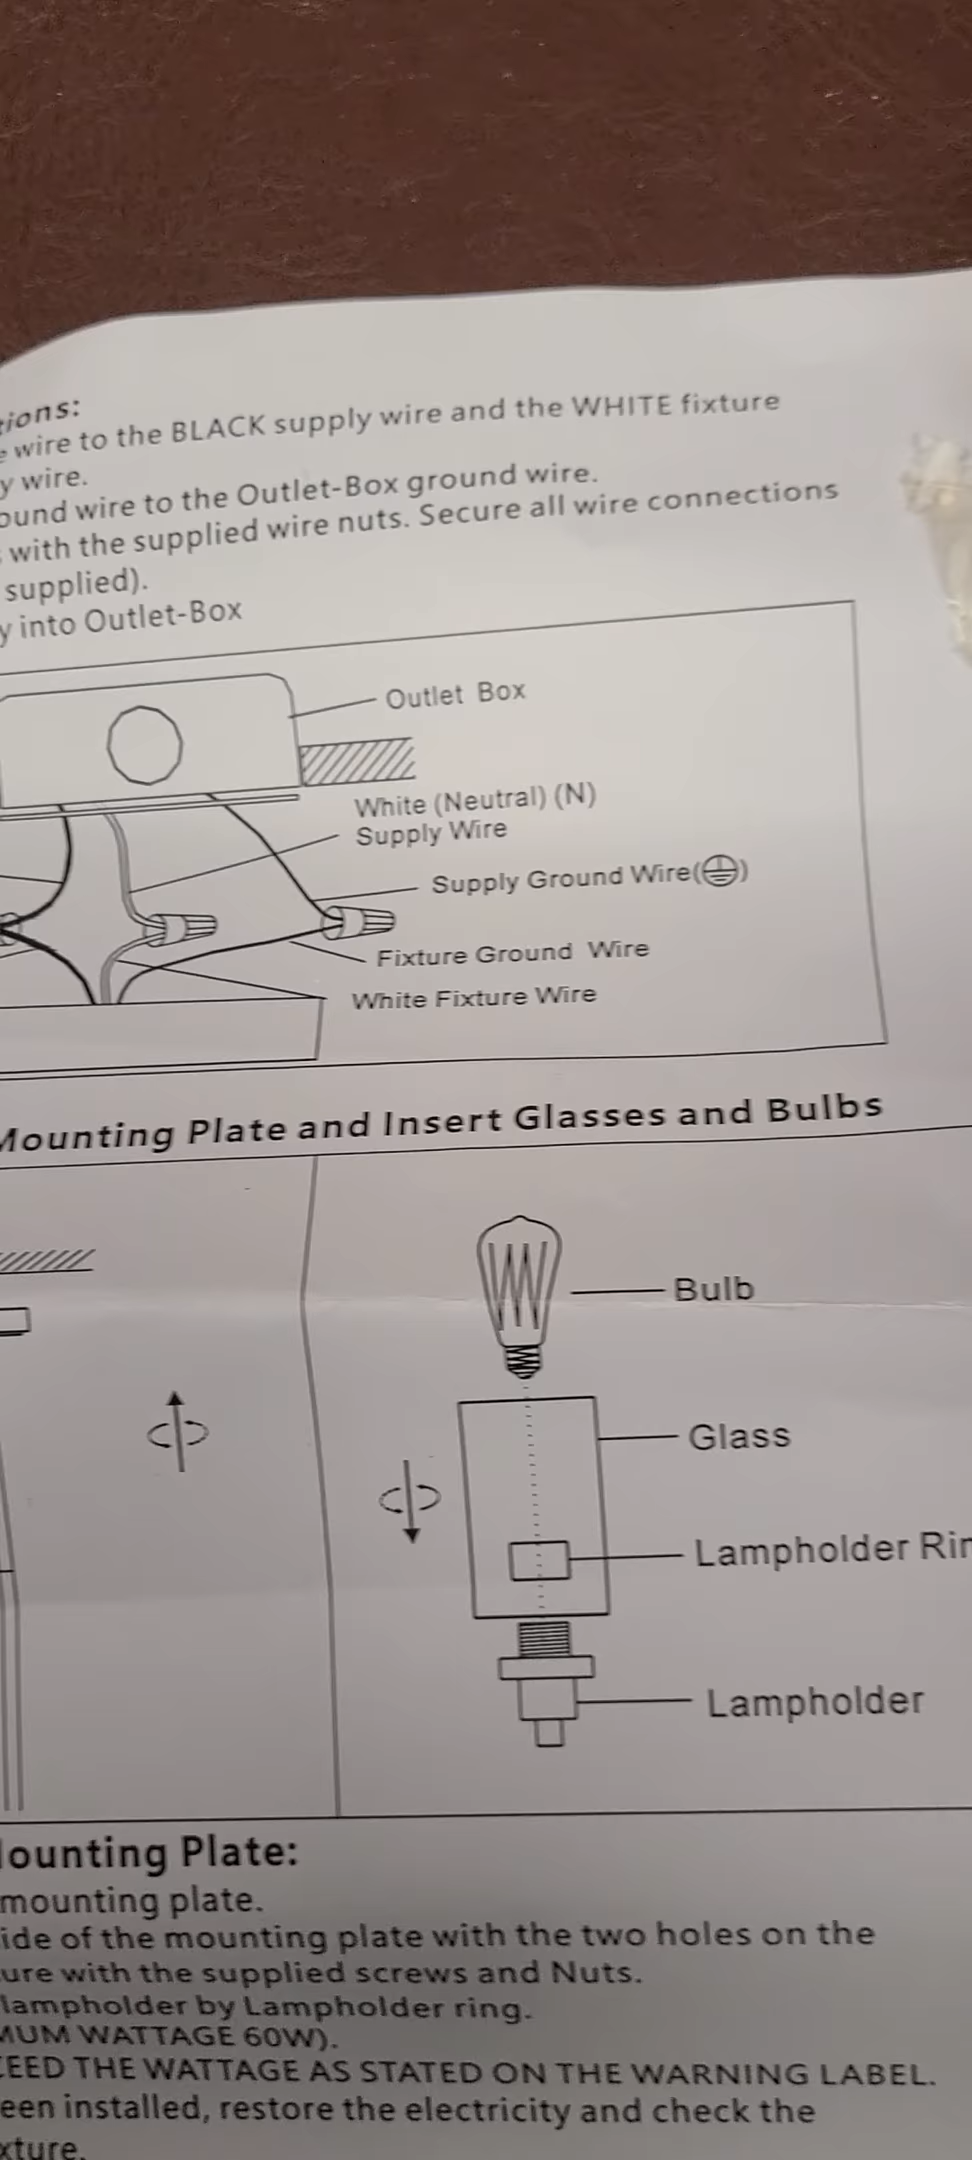 tions:
e wire to the BLACK supply wire and the WHITE fixture
y wire.
ound wire to the Outlet-Box ground wire.
with the supplied wire nuts. Secure all wire connections
supplied).
y into Outlet-Box
Outlet Box
White (Neutral) (N)
Supply Wire
Supply Ground Wire(⏚)
Fixture Ground Wire
White Fixture Wire
Mounting Plate and Insert Glasses and Bulbs
Bulb
Glass
Lampholder Rin
Lampholder
Mounting Plate:
mounting plate.
ide of the mounting plate with the two holes on the
ure with the supplied screws and Nuts.
lampholder by Lampholder ring.
MUM WATTAGE 60W).
CEED THE WATTAGE AS STATED ON THE WARNING LABEL.
een installed, restore the electricity and check the
xture.